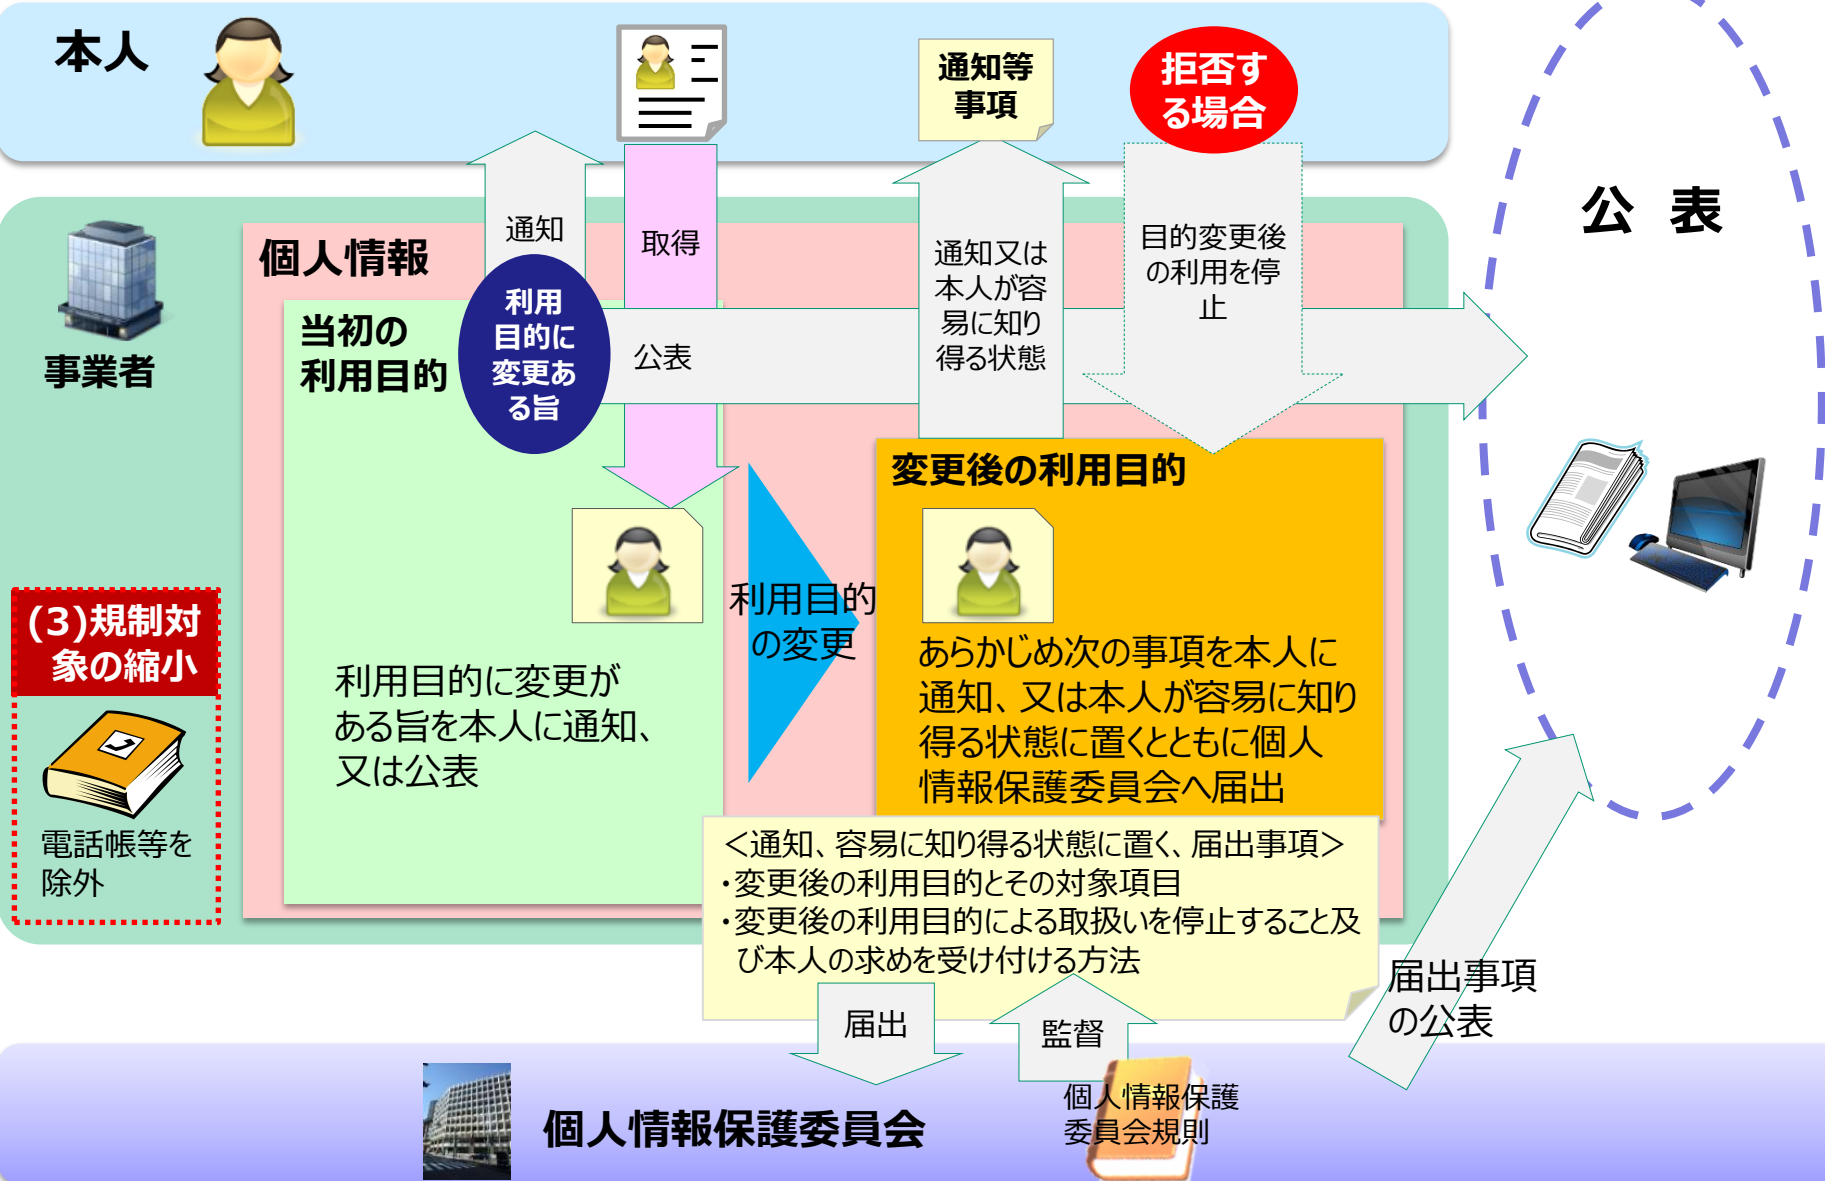 本人
通知等
事項
拒否す
る場合
公 表
通知
取得
通知又は
本人が容
易に知り
得る状態
目的変更後
の利用を停
止
事業者
個人情報
当初の
利用目的
利用
目的に
変更あ
る旨
公表
変更後の利用目的
利用目的
の変更
利用目的に変更が
ある旨を本人に通知、
又は公表
あらかじめ次の事項を本人に
通知、又は本人が容易に知り
得る状態に置くとともに個人
情報保護委員会へ届出
(3)規制対
象の縮小
電話帳等を
除外
＜通知、容易に知り得る状態に置く、届出事項＞
・変更後の利用目的とその対象項目
・変更後の利用目的による取扱いを停止すること及
び本人の求めを受け付ける方法
届出
監督
届出事項
の公表
個人情報保護委員会
個人情報保護
委員会規則